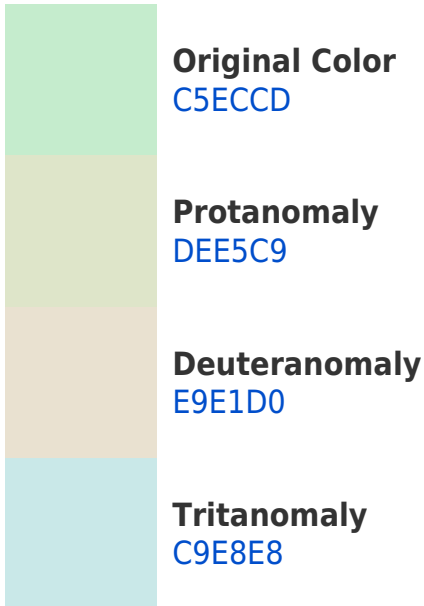 Original Color
C5ECCD
Protanomaly
DEE5C9
Deuteranomaly
E9E1D0
Tritanomaly
C9E8E8